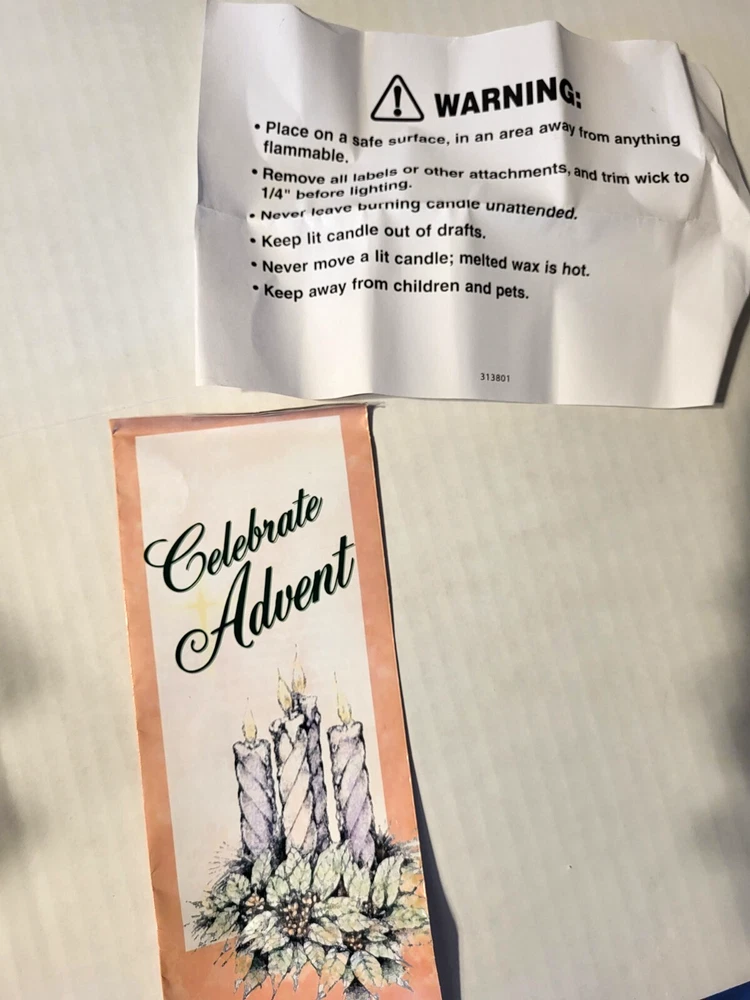 WARNING:
• Place on a safe surface, in an area away from anything
flammable.
• Remove all labels or other attachments, and trim wick to
1/4" before lighting.
• Never leave burning candle unattended.
• Keep lit candle out of drafts.
• Never move a lit candle; melted wax is hot.
• Keep away from children and pets.
313801
Celebrate
Advent